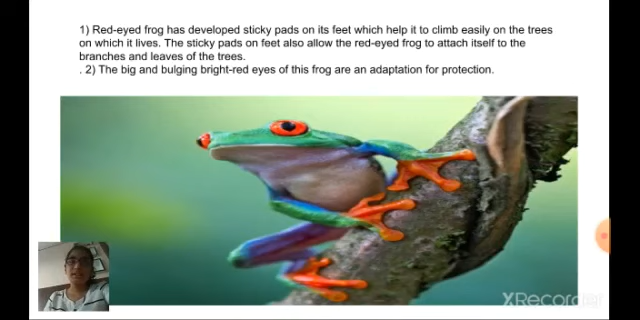 1) Red-eyed frog has developed sticky pads on its feet which help it to climb easily on the trees
on which it lives. The sticky pads on feet also allow the red-eyed frog to attach itself to the
branches and leaves of the trees.
. 2) The big and bulging bright-red eyes of this frog are an adaptation for protection.
XRecorder